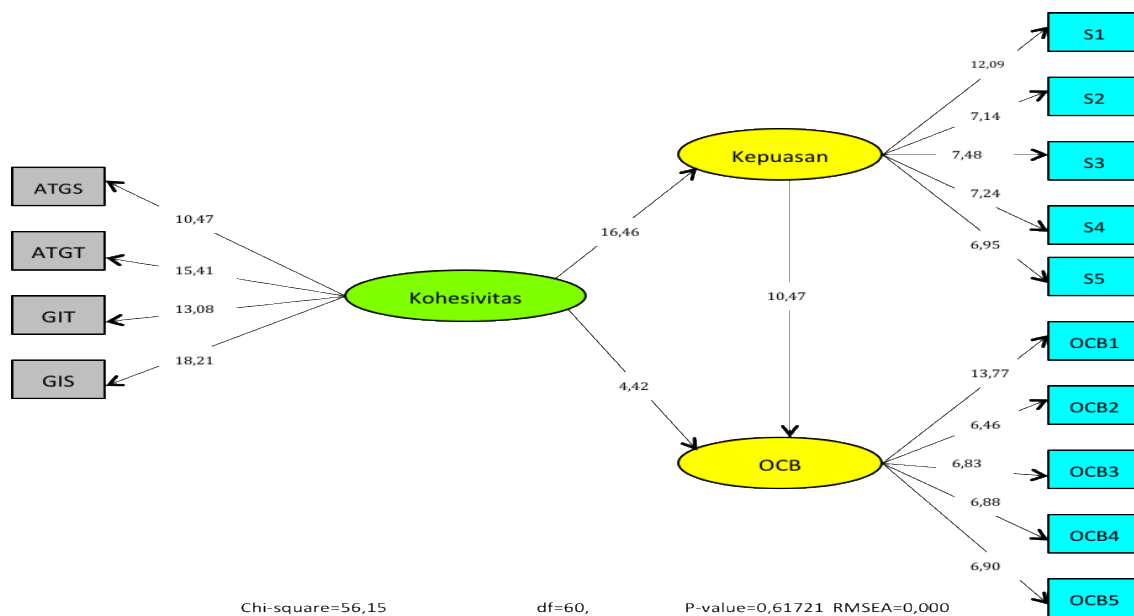 ATGS
ATGT
GIT
GIS
10,47
15,41
13,08
18,21
Kohesivitas
16,46
4,42
Kepuasan
10,47
OCB
12,09
7,14
7,48
7,24
6,95
S1
S2
S3
S4
S5
13,77
6,46
6,83
6,88
6,90
OCB1
OCB2
OCB3
OCB4
OCB5
Chi-square=56,15 df=60, P-value=0,61721 RMSEA=0,000